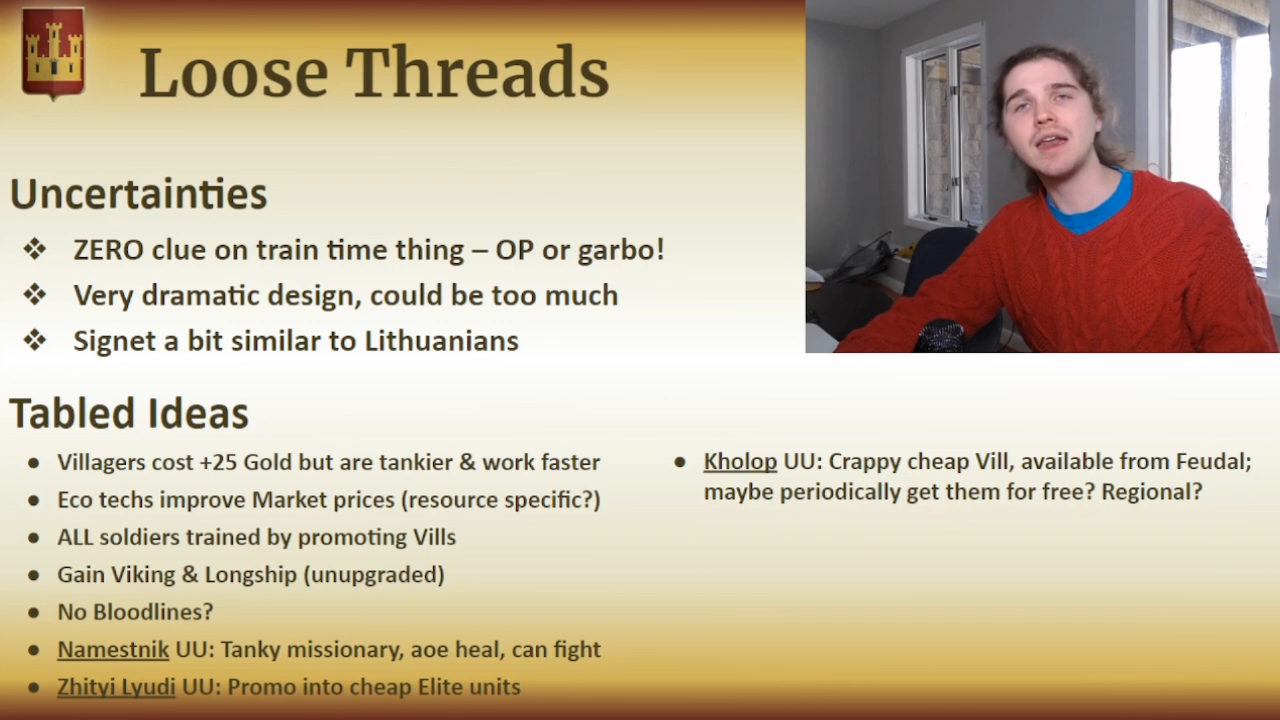 Loose Threads
Uncertainties
❖ ZERO clue on train time thing – OP or garbo!
❖ Very dramatic design, could be too much
❖ Signet a bit similar to Lithuanians
Tabled Ideas
● Villagers cost +25 Gold but are tankier & work faster
● Eco techs improve Market prices (resource specific?)
● ALL soldiers trained by promoting Vills
● Gain Viking & Longship (unupgraded)
● No Bloodlines?
● Namestnik UU: Tanky missionary, aoe heal, can fight
● Zhityi Lyudi UU: Promo into cheap Elite units
● Kholop UU: Crappy cheap Vill, available from Feudal;
maybe periodically get them for free? Regional?